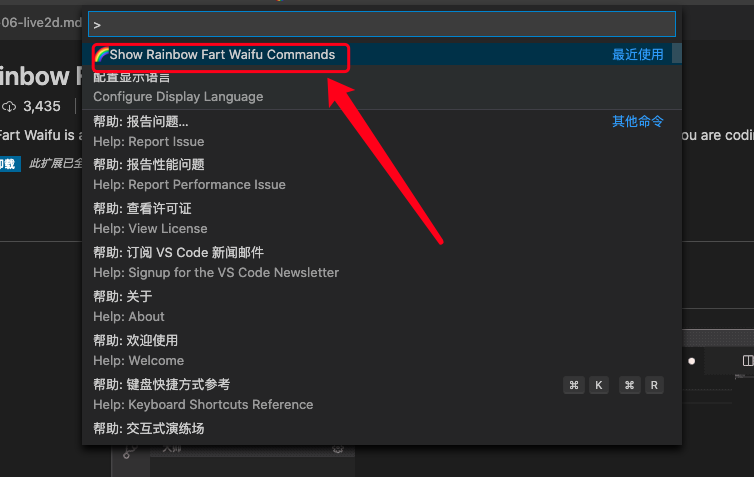 -06-live2d.md
>
🌈Show Rainbow Fart Waifu Commands
最近使用
配置显示语言
Configure Display Language
inbow
3,435
帮助: 报告问题...
其他命令
Help: Report Issue
Fart Waifu is a
ou are codin
卸载
此扩展已全
帮助: 报告性能问题
Help: Report Performance Issue
帮助: 查看许可证
Help: View License
帮助: 订阅 VS Code 新闻邮件
Help: Signup for the VS Code Newsletter
帮助: 关于
Help: About
帮助: 欢迎使用
Help: Welcome
帮助: 键盘快捷方式参考
⌘ K ⌘ R
Help: Keyboard Shortcuts Reference
帮助: 交互式演练场